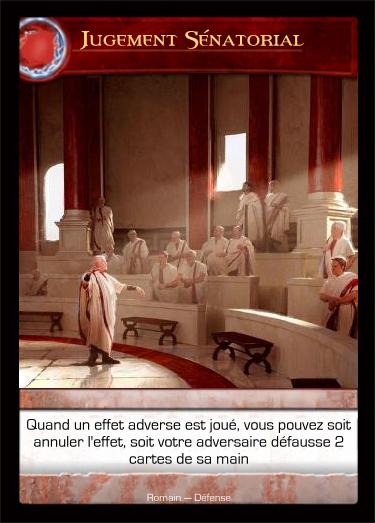 Jugement Sénatorial
Quand un effet adverse est joué, vous pouvez soit
annuler l'effet, soit votre adversaire défausse 2
cartes de sa main
Romain — Défense